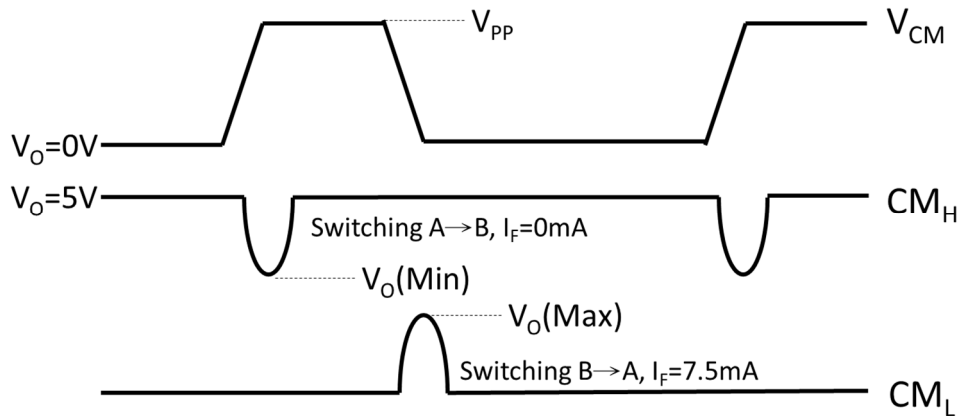 V_PP
V_CM
V_O=0V
V_O=5V
CM_H
Switching A→B, I_F=0mA
V_O(Min)
V_O(Max)
Switching B→A, I_F=7.5mA
CM_L